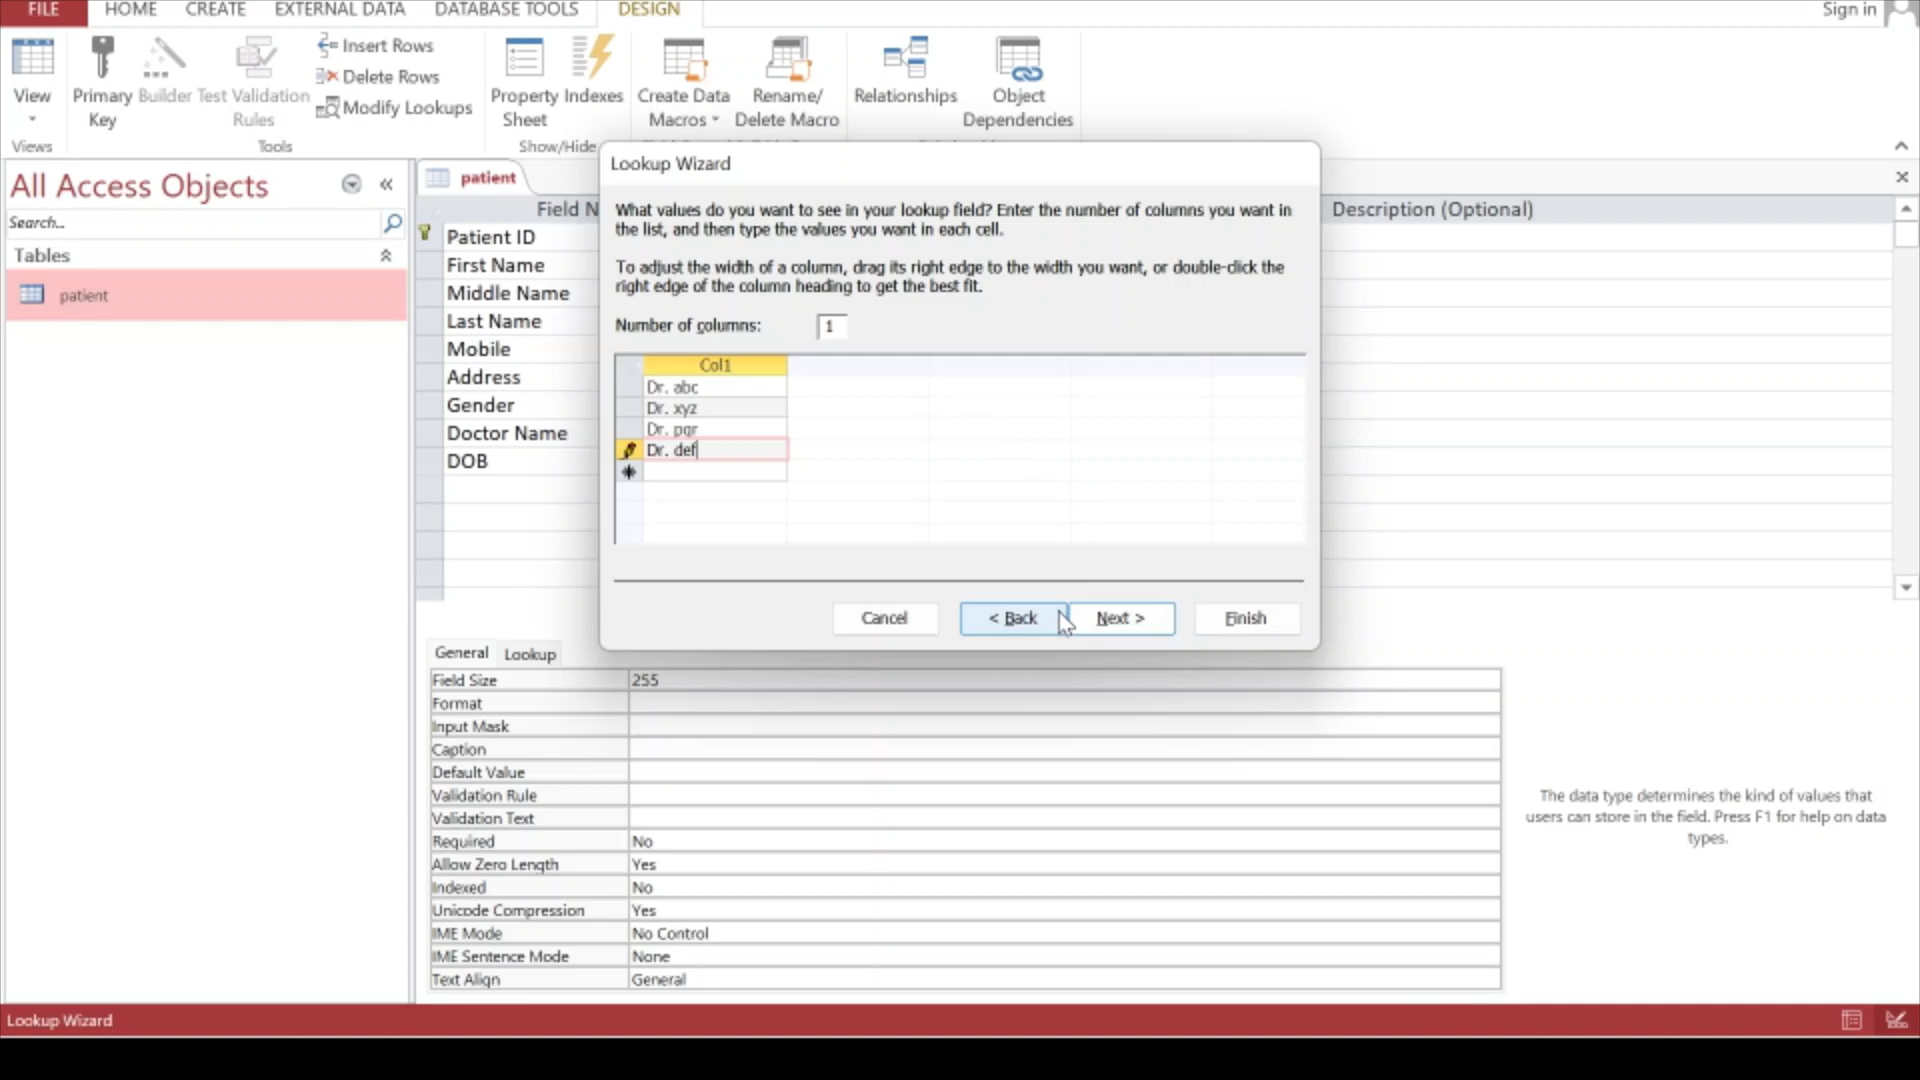 FILE HOME CREATE EXTERNAL DATA DATABASE TOOLS DESIGN Sign in
View
Views
Primary Key
Builder
Test Validation Rules
Insert Rows
Delete Rows
Modify Lookups
Tools
Property Sheet
Indexes
Show/Hide
Create Data Macros
Rename/ Delete Macro
Relationships
Object Dependencies
All Access Objects
Search...
Tables
patient
patient
Field N
Description (Optional)
Patient ID
First Name
Middle Name
Last Name
Mobile
Address
Gender
Doctor Name
DOB
Lookup Wizard
What values do you want to see in your lookup field? Enter the number of columns you want in
the list, and then type the values you want in each cell.
To adjust the width of a column, drag its right edge to the width you want, or double-click the
right edge of the column heading to get the best fit.
Number of columns: 1
Col1
Dr. abc
Dr. xyz
Dr. pqr
Dr. def
Cancel < Back Next > Finish
General Lookup
Field Size 255
Format
Input Mask
Caption
Default Value
Validation Rule
Validation Text
Required No
Allow Zero Length Yes
Indexed No
Unicode Compression Yes
IME Mode No Control
IME Sentence Mode None
Text Align General
The data type determines the kind of values that
users can store in the field. Press F1 for help on data
types.
Lookup Wizard